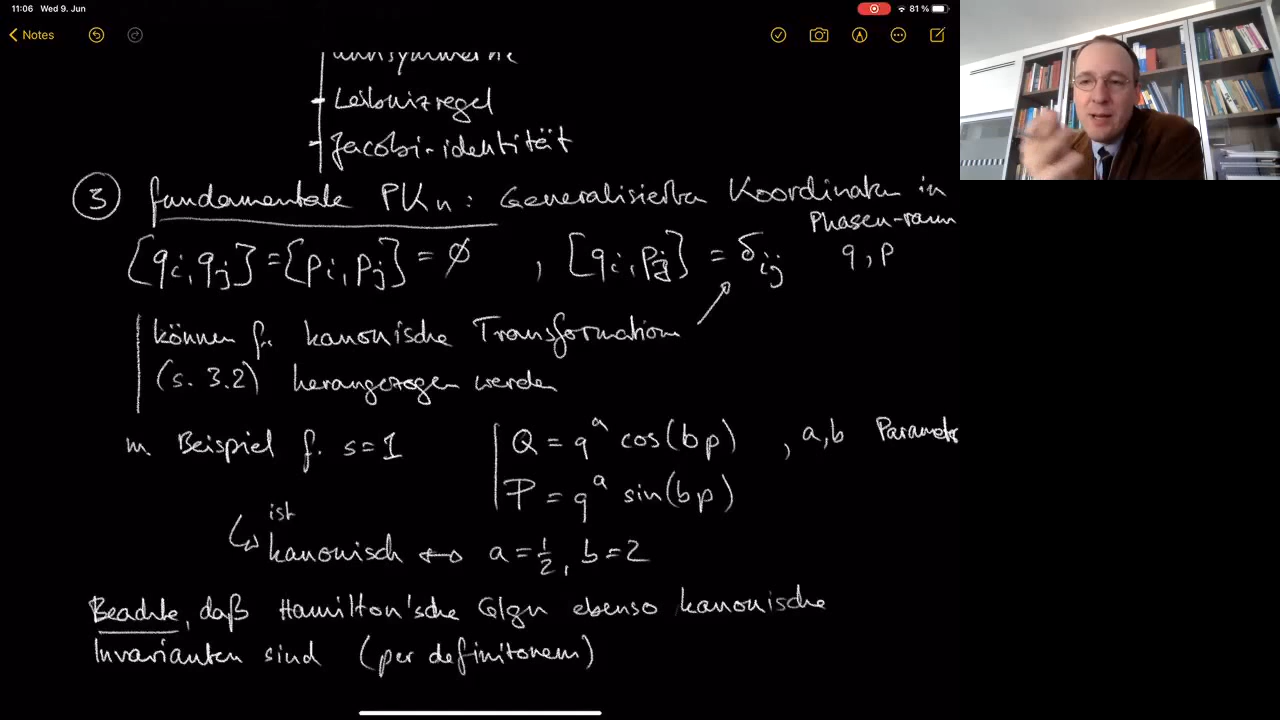 11:06 Wed 9. Jun
81 %
Notes
antisymmetrie
Leibnizregel
Jacobi-identität
③ fundamentale PKn: Generalisierte Koordinaten in
Phasen-raum
[qi, qj] = [pi, pj] = ∅ , [qi, pj] = δij q, p
können f. kanonische Transformation
(s. 3.2) herangezogen werden
m. Beispiel f. s=1 Q = q^a cos(bp) , a,b Parameter
P = q^a sin(bp)
ist
kanonisch ↔ a = 1/2, b = 2
Beachte, daß Hamilton'sche Glgn ebenso kanonische
Invarianten sind (per definitonem)